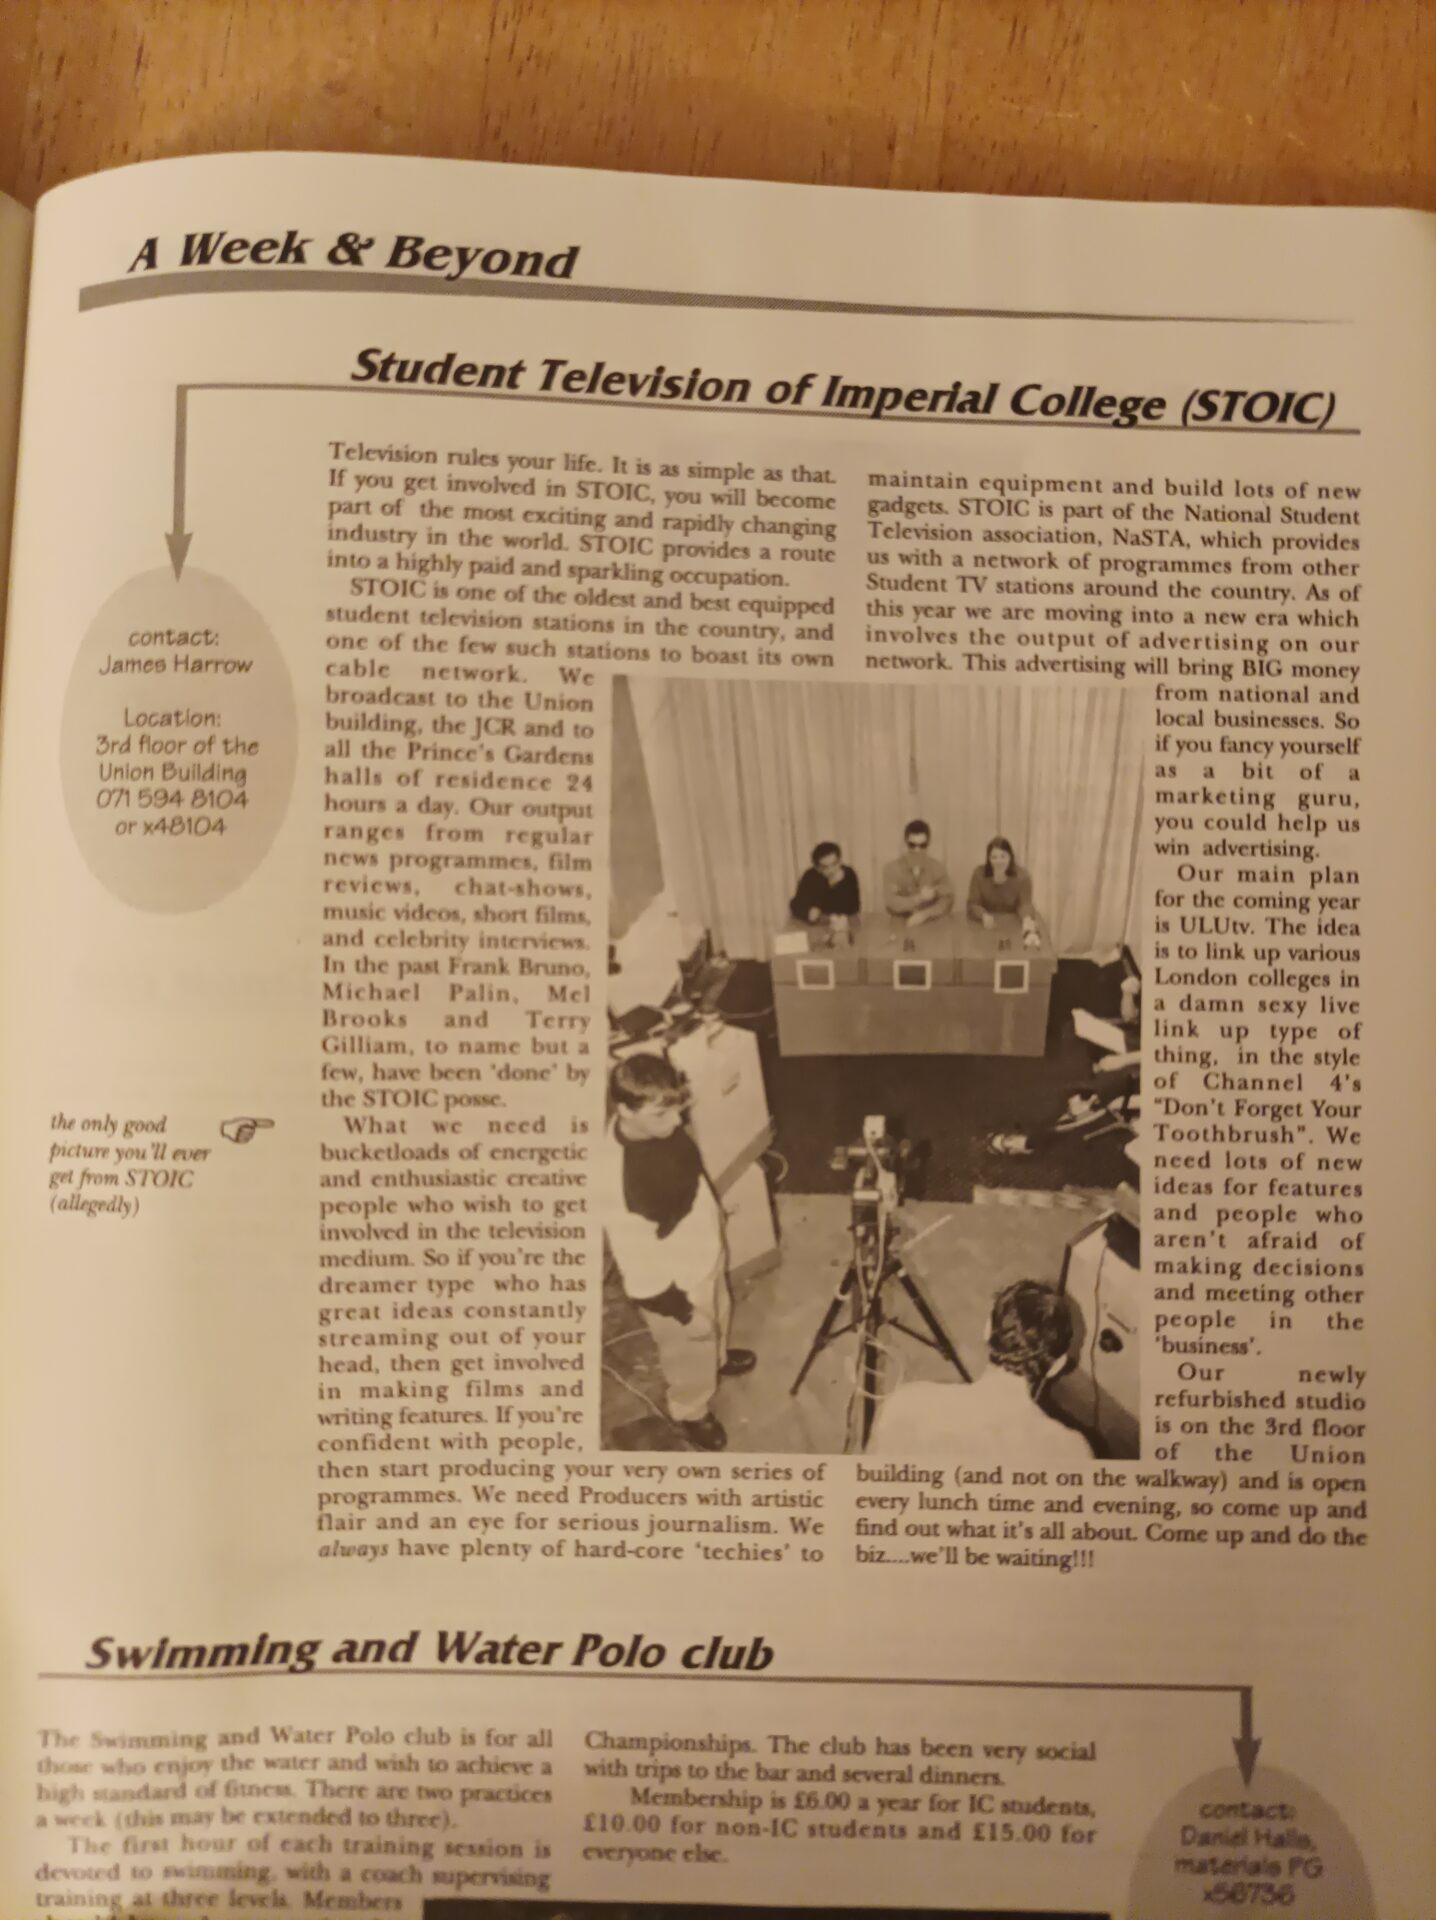 A Week & Beyond
Student Television of Imperial College (STOIC)
contact:
James Harrow
Location:
3rd floor of the
Union Building
071 594 8104
or x48104
Television rules your life. It is as simple as that.
If you get involved in STOIC, you will become
part of the most exciting and rapidly changing
industry in the world. STOIC provides a route
into a highly paid and sparkling occupation.
STOIC is one of the oldest and best equipped
student television stations in the country, and
one of the few such stations to boast its own
cable network. We
broadcast to the Union
building, the JCR and to
all the Prince's Gardens
halls of residence 24
hours a day. Our output
ranges from regular
news programmes, film
reviews, chat-shows,
music videos, short films,
and celebrity interviews.
In the past Frank Bruno,
Michael Palin, Mel
Brooks and Terry
Gilliam, to name but a
few, have been 'done' by
the STOIC posse.
What we need is
bucketloads of energetic
and enthusiastic creative
people who wish to get
involved in the television
medium. So if you're the
dreamer type who has
great ideas constantly
streaming out of your
head, then get involved
in making films and
writing features. If you're
confident with people,
then start producing your very own series of
programmes. We need Producers with artistic
flair and an eye for serious journalism. We
always have plenty of hard-core 'techies' to
maintain equipment and build lots of new
gadgets. STOIC is part of the National Student
Television association, NaSTA, which provides
us with a network of programmes from other
Student TV stations around the country. As of
this year we are moving into a new era which
involves the output of advertising on our
network. This advertising will bring BIG money
from national and
local businesses. So
if you fancy yourself
as a bit of a
marketing guru,
you could help us
win advertising.
Our main plan
for the coming year
is ULUtv. The idea
is to link up various
London colleges in
a damn sexy live
link up type of
thing, in the style
of Channel 4's
"Don't Forget Your
Toothbrush". We
need lots of new
ideas for features
and people who
aren't afraid of
making decisions
and meeting other
people in the
'business'.
Our newly
refurbished studio
is on the 3rd floor
of the Union
building (and not on the walkway) and is open
every lunch time and evening, so come up and
find out what it's all about. Come up and do the
biz....we'll be waiting!!!
the only good
picture you'll ever
get from STOIC
(allegedly)
Swimming and Water Polo club
The Swimming and Water Polo club is for all
those who enjoy the water and wish to achieve a
high standard of fitness. There are two practices
a week (this may be extended to three).
The first hour of each training session is
devoted to swimming, with a coach supervising
training at three levels. Members
Championships. The club has been very social
with trips to the bar and several dinners.
Membership is £6.00 a year for IC students,
£10.00 for non-IC students and £15.00 for
everyone else.
contact:
Daniel
materials PG
x58736